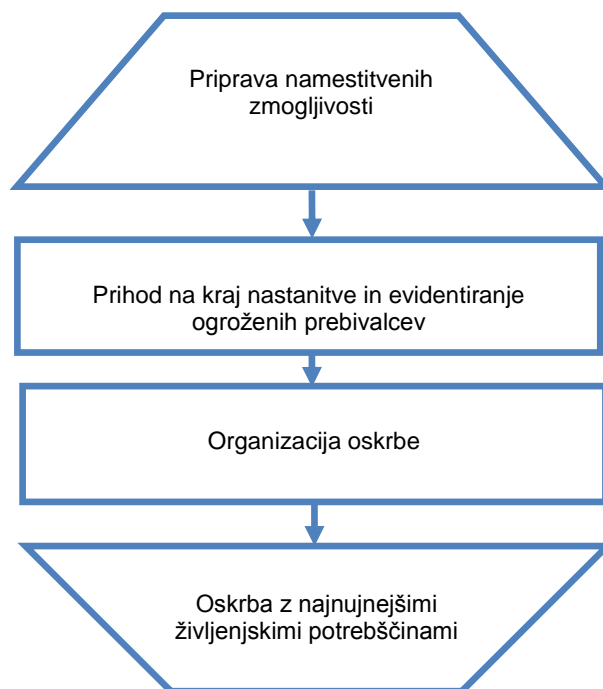 Priprava namestitvenih
zmogljivosti
Prihod na kraj nastanitve in evidentiranje
ogroženih prebivalcev
Organizacija oskrbe
Oskrba z najnujnejšimi
življenjskimi potrebščinami